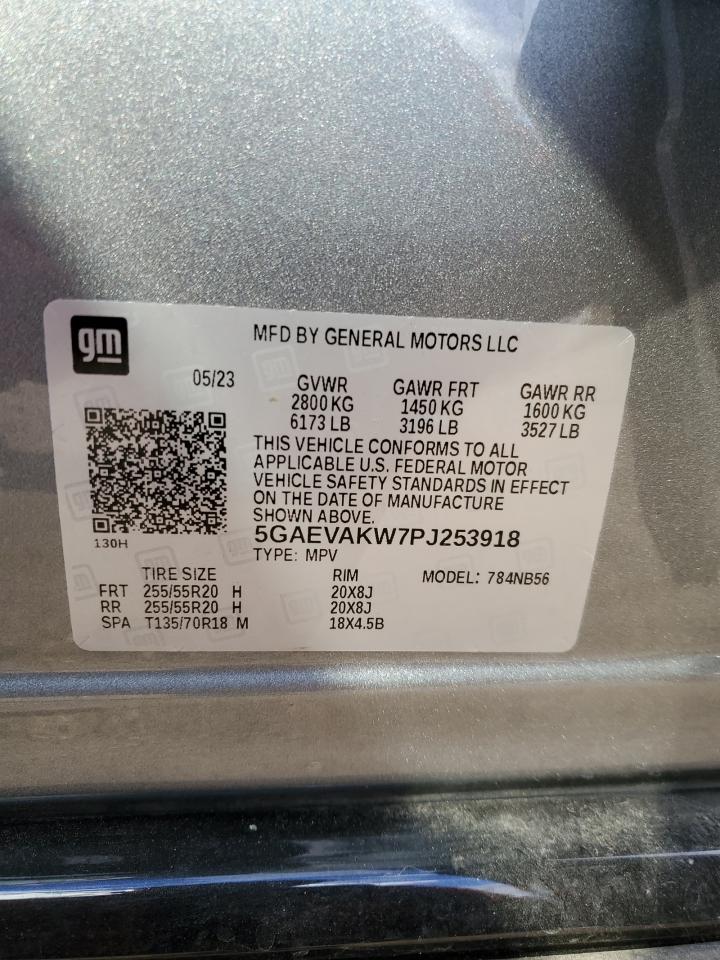 gm
MFD BY GENERAL MOTORS LLC
05/23
GVWR GAWR FRT GAWR RR
2800 KG 1450 KG 1600 KG
6173 LB 3196 LB 3527 LB
THIS VEHICLE CONFORMS TO ALL
APPLICABLE U.S. FEDERAL MOTOR
VEHICLE SAFETY STANDARDS IN EFFECT
ON THE DATE OF MANUFACTURE
SHOWN ABOVE.
130H
5GAEVAKW7PJ253918
TYPE: MPV
TIRE SIZE RIM MODEL: 784NB56
FRT 255/55R20 H 20X8J
RR 255/55R20 H 20X8J
SPA T135/70R18 M 18X4.5B